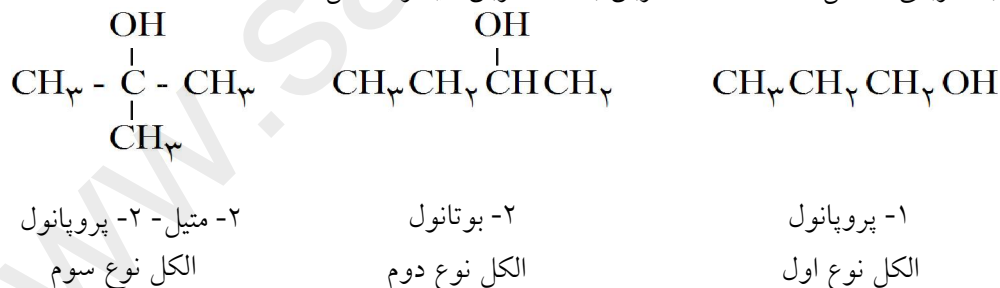 OH OH
CH۳ - C - CH۳ CH۳CH۲CHCH۲ CH۳CH۲CH۲OH
CH۳
۱- پروپانول ۲- بوتانول ۲- متیل- ۲- پروپانول
الکل نوع اول الکل نوع دوم الکل نوع سوم